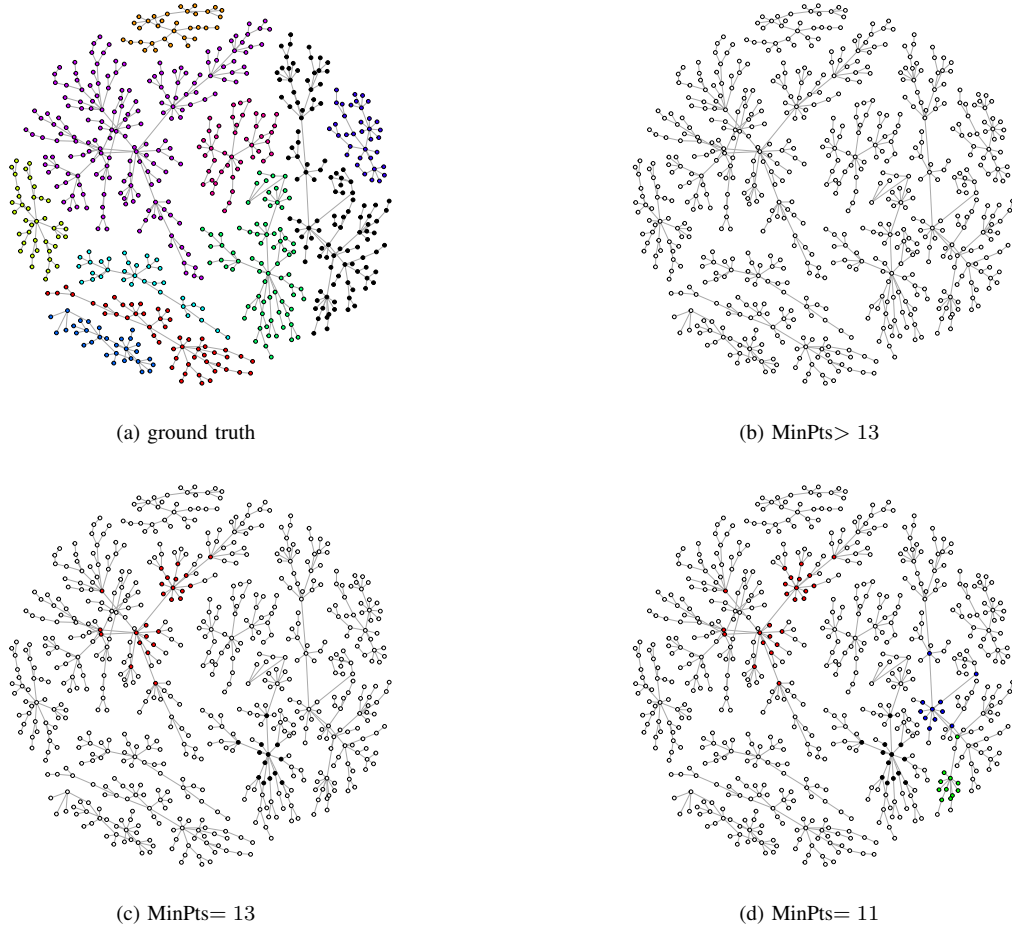 (a) ground truth
(b) MinPts> 13
(c) MinPts= 13
(d) MinPts= 11